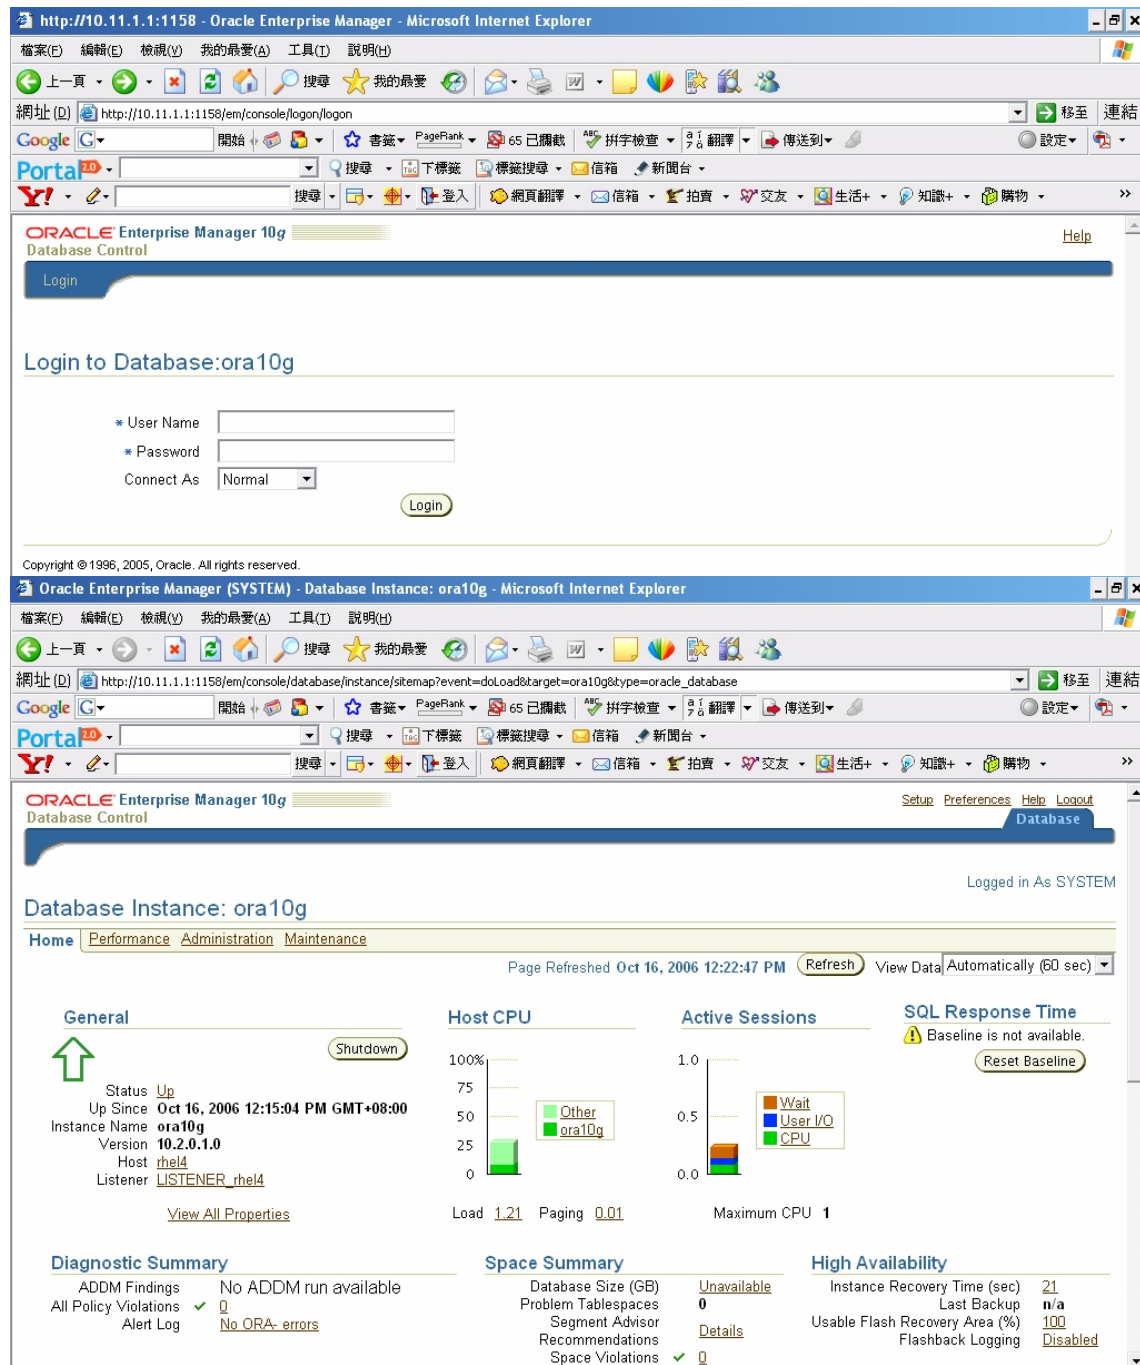 http://10.11.1.1:1158 - Oracle Enterprise Manager - Microsoft Internet Explorer
檔案(F) 編輯(E) 檢視(V) 我的最愛(A) 工具(T) 說明(H)
上一頁 搜尋 我的最愛
網址(D) http://10.11.1.1:1158/em/console/logon/logon 移至 連結
Google G 開始 書籤 PageRank 65 已攔截 ABC 拼字檢查 翻譯 傳送到 設定
Portal 2.0 搜尋 TAG 下標籤 標籤搜尋 信箱 新聞台
Y! 搜尋 登入 網頁翻譯 信箱 拍賣 交友 生活+ 知識+ 購物 >>
ORACLE Enterprise Manager 10g
Database Control
Help
Login
Login to Database:ora10g
* User Name
* Password
Connect As Normal
Login
Copyright © 1996, 2005, Oracle. All rights reserved.
Oracle Enterprise Manager (SYSTEM) - Database Instance: ora10g - Microsoft Internet Explorer
檔案(F) 編輯(E) 檢視(V) 我的最愛(A) 工具(T) 說明(H)
上一頁 搜尋 我的最愛
網址(D) http://10.11.1.1:1158/em/console/database/instance/sitemap?event=doLoad&target=ora10g&type=oracle_database 移至 連結
Google G 開始 書籤 PageRank 65 已攔截 ABC 拼字檢查 翻譯 傳送到 設定
Portal 2.0 搜尋 TAG 下標籤 標籤搜尋 信箱 新聞台
Y! 搜尋 登入 網頁翻譯 信箱 拍賣 交友 生活+ 知識+ 購物 >>
ORACLE Enterprise Manager 10g
Database Control
Setup Preferences Help Logout
Database
Logged in As SYSTEM
Database Instance: ora10g
Home Performance Administration Maintenance
Page Refreshed Oct 16, 2006 12:22:47 PM Refresh View Data Automatically (60 sec)
General
Shutdown
Status Up
Up Since Oct 16, 2006 12:15:04 PM GMT+08:00
Instance Name ora10g
Version 10.2.0.1.0
Host rhel4
Listener LISTENER_rhel4
View All Properties
Host CPU
100%
75
50
25
0
Other
ora10g
Load 1.21 Paging 0.01
Active Sessions
1.0
0.5
0.0
Wait
User I/O
CPU
Maximum CPU 1
SQL Response Time
Baseline is not available.
Reset Baseline
Diagnostic Summary
ADDM Findings No ADDM run available
All Policy Violations 0
Alert Log No ORA- errors
Space Summary
Database Size (GB) Unavailable
Problem Tablespaces 0
Segment Advisor
Recommendations Details
Space Violations 0
High Availability
Instance Recovery Time (sec) 21
Last Backup n/a
Usable Flash Recovery Area (%) 100
Flashback Logging Disabled